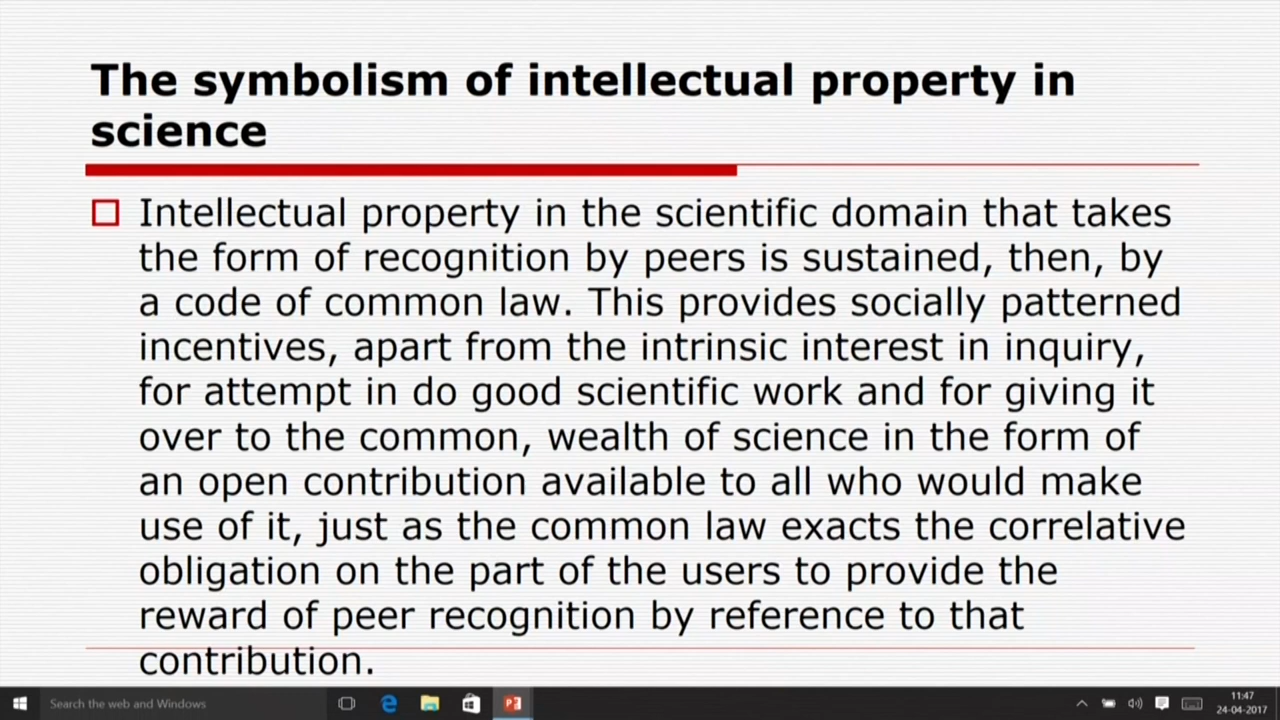 The symbolism of intellectual property in
science
Intellectual property in the scientific domain that takes
the form of recognition by peers is sustained, then, by
a code of common law. This provides socially patterned
incentives, apart from the intrinsic interest in inquiry,
for attempt in do good scientific work and for giving it
over to the common, wealth of science in the form of
an open contribution available to all who would make
use of it, just as the common law exacts the correlative
obligation on the part of the users to provide the
reward of peer recognition by reference to that
contribution.
Search the web and Windows
11:47
24-04-2017